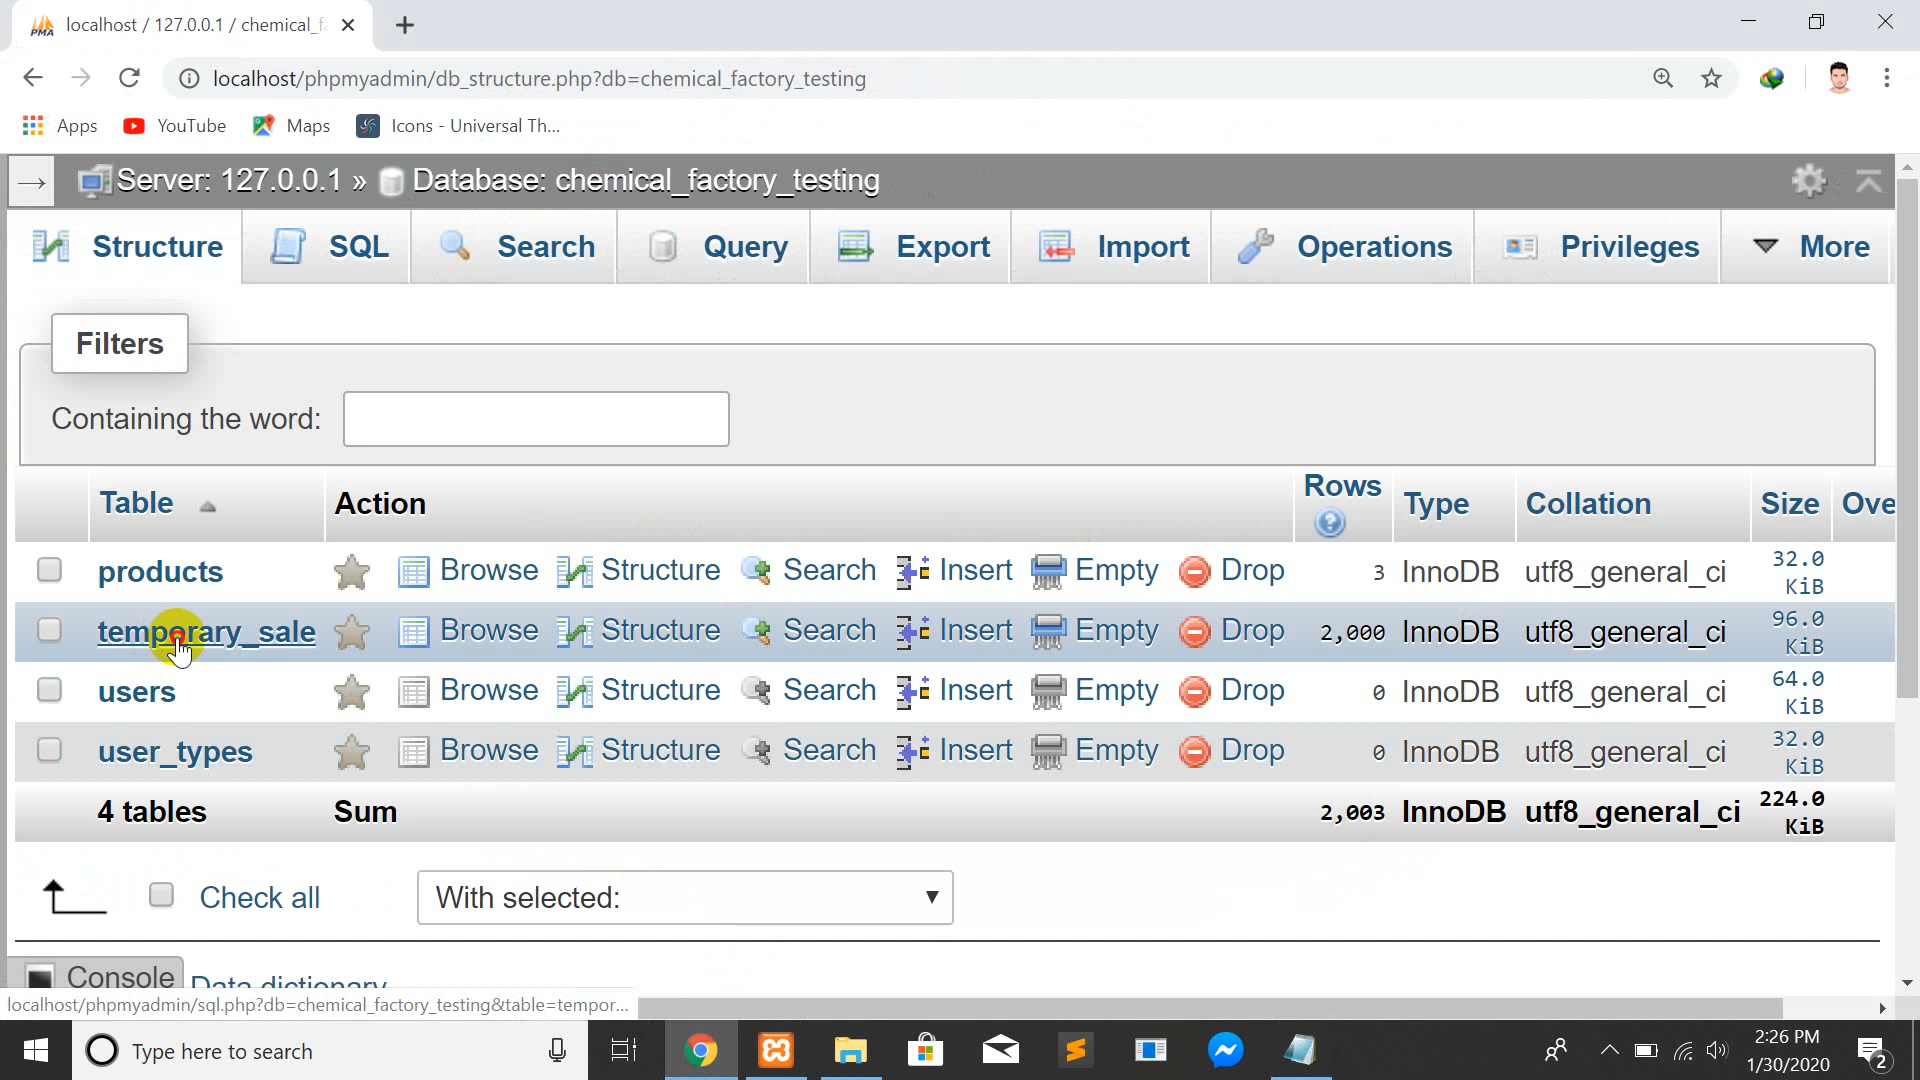 localhost / 127.0.0.1 / chemical_f
localhost/phpmyadmin/db_structure.php?db=chemical_factory_testing
Apps YouTube Maps Icons - Universal Th...
Server: 127.0.0.1 » Database: chemical_factory_testing
Structure SQL Search Query Export Import Operations Privileges More
Filters
Containing the word:
Table Action Rows Type Collation Size Ove
products Browse Structure Search Insert Empty Drop 3 InnoDB utf8_general_ci 32.0 KiB
temporary_sale Browse Structure Search Insert Empty Drop 2,000 InnoDB utf8_general_ci 96.0 KiB
users Browse Structure Search Insert Empty Drop 0 InnoDB utf8_general_ci 64.0 KiB
user_types Browse Structure Search Insert Empty Drop 0 InnoDB utf8_general_ci 32.0 KiB
4 tables Sum 2,003 InnoDB utf8_general_ci 224.0 KiB
Check all With selected:
Console Data dictionary
localhost/phpmyadmin/sql.php?db=chemical_factory_testing&table=tempor...
Type here to search
2:26 PM
1/30/2020
2